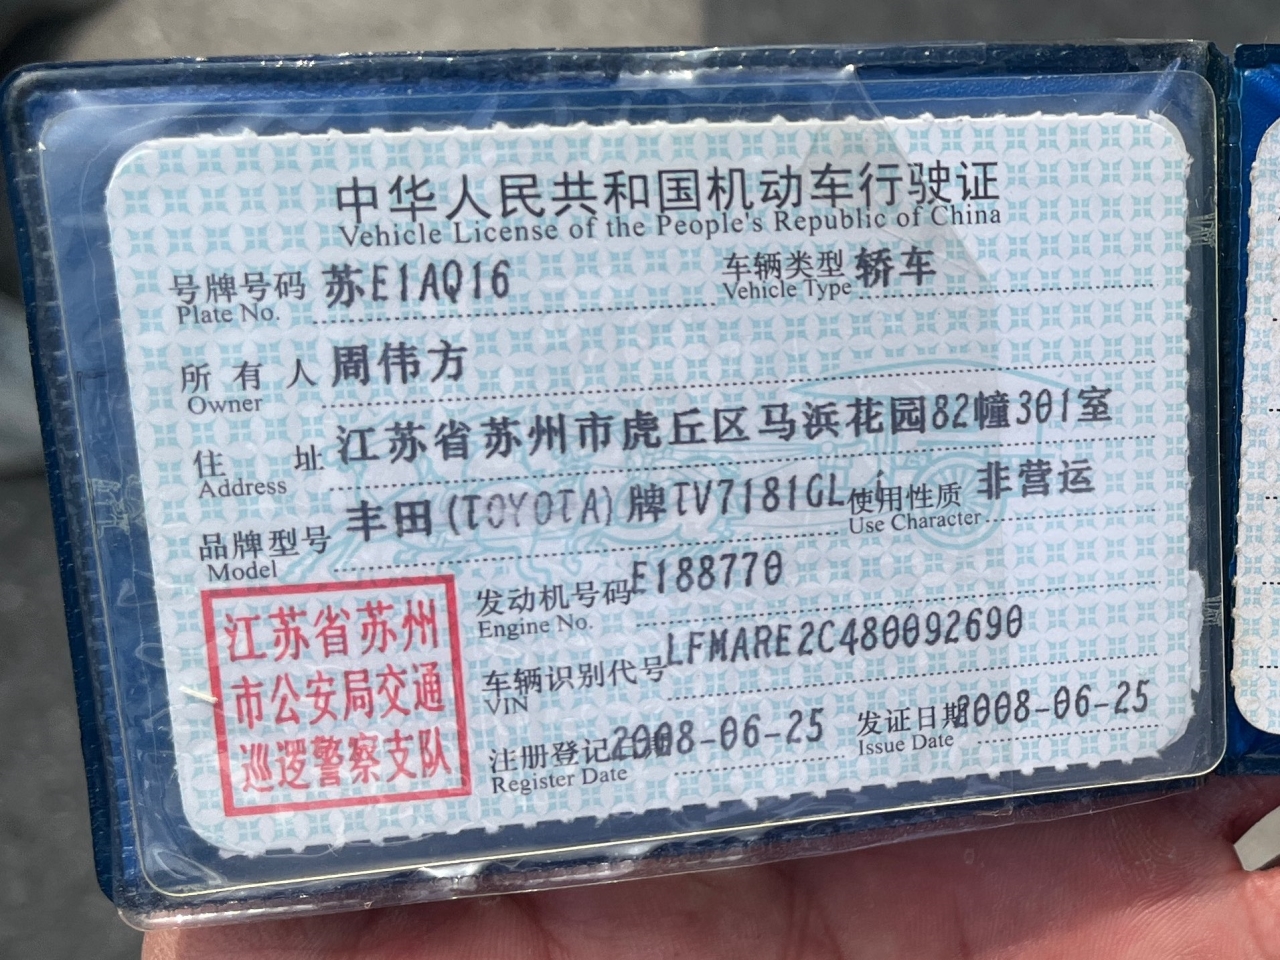 中华人民共和国机动车行驶证
Vehicle License of the People's Republic of China
号牌号码 苏E1AQ16 车辆类型 轿车
Plate No. Vehicle Type
所有人 周伟方
Owner
住址 江苏省苏州市虎丘区马浜花园82幢301室
Address
品牌型号 丰田(TOYOTA)牌TV7181GL-i 使用性质 非营运
Model Use Character
发动机号码 E188770
Engine No.
车辆识别代号 LFMARE2C480092690
VIN
注册登记日期 2008-06-25 发证日期 2008-06-25
Register Date Issue Date
江苏省苏州
市公安局交通
巡逻警察支队